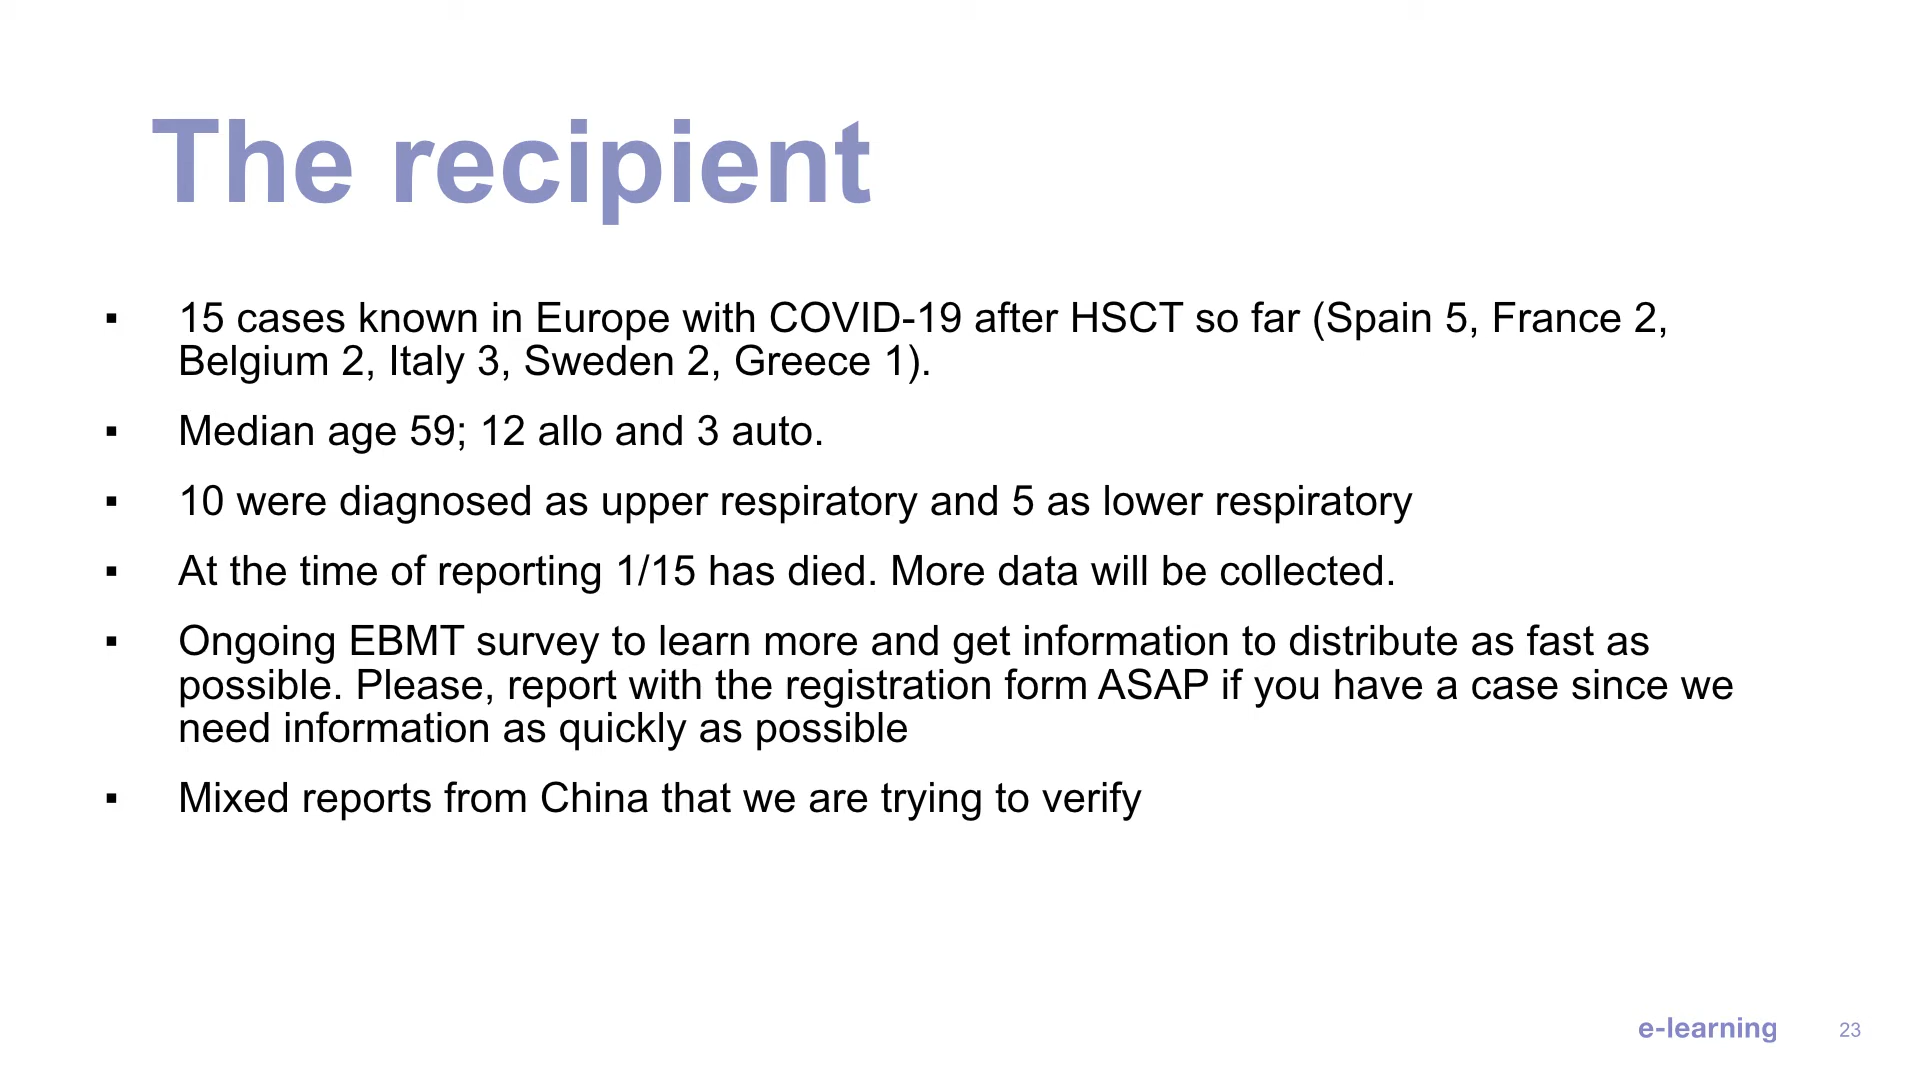 The recipient
▪ 15 cases known in Europe with COVID-19 after HSCT so far (Spain 5, France 2,
Belgium 2, Italy 3, Sweden 2, Greece 1).
▪ Median age 59; 12 allo and 3 auto.
▪ 10 were diagnosed as upper respiratory and 5 as lower respiratory
▪ At the time of reporting 1/15 has died. More data will be collected.
▪ Ongoing EBMT survey to learn more and get information to distribute as fast as
possible. Please, report with the registration form ASAP if you have a case since we
need information as quickly as possible
▪ Mixed reports from China that we are trying to verify
e-learning 23